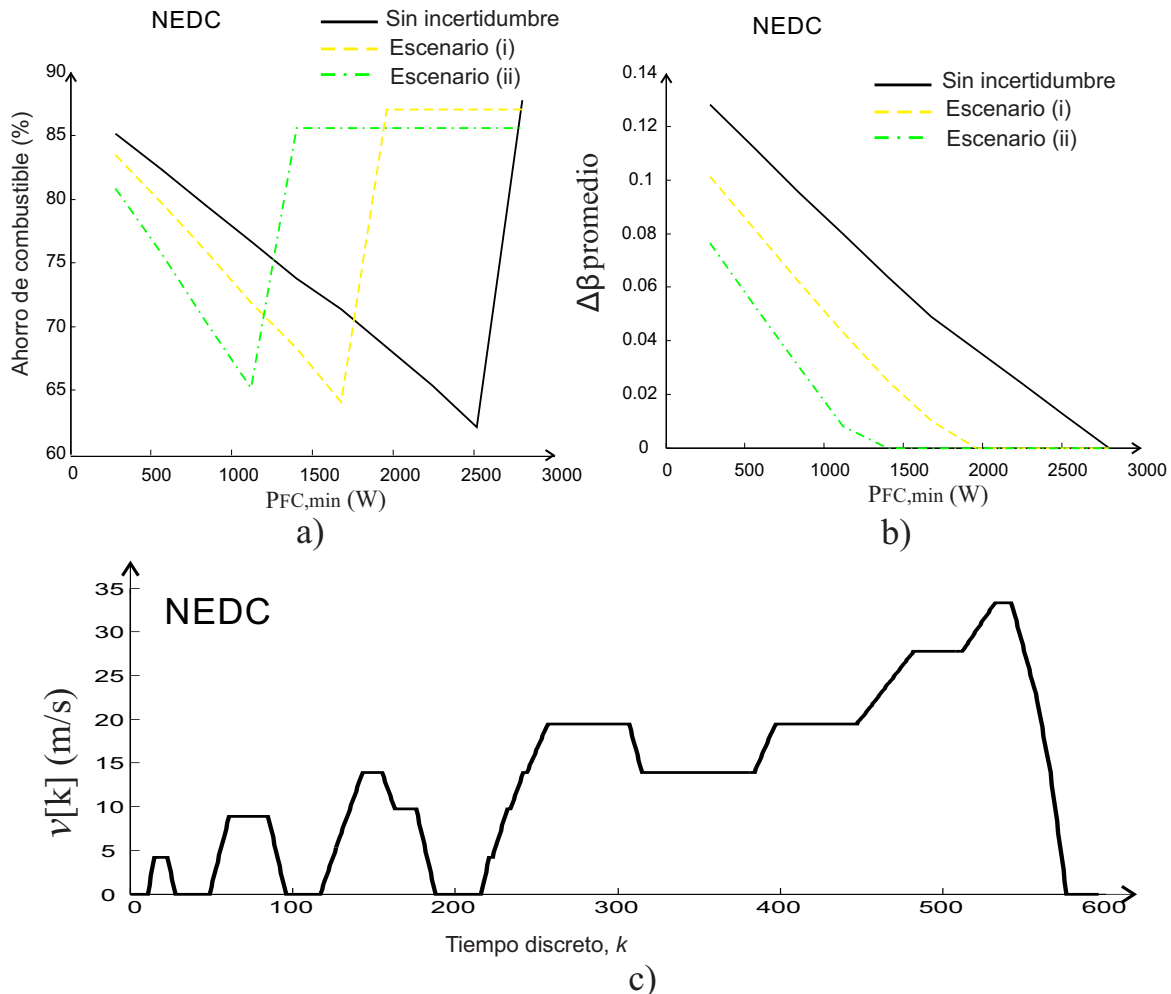 NEDC
Sin incertidumbre
Escenario (i)
Escenario (ii)
90
85
80
75
70
65
60
Ahorro de combustible (%)
0
500
1000
1500
2000
2500
3000
PFC,min (W)
a)
NEDC
Sin incertidumbre
Escenario (i)
Escenario (ii)
0.14
0.12
0.1
0.08
0.06
0.04
0.02
0
Δβ promedio
0
500
1000
1500
2000
2500
3000
PFC,min (W)
b)
NEDC
35
30
25
20
15
10
5
0
v[k] (m/s)
0
100
200
300
400
500
600
Tiempo discreto, k
c)